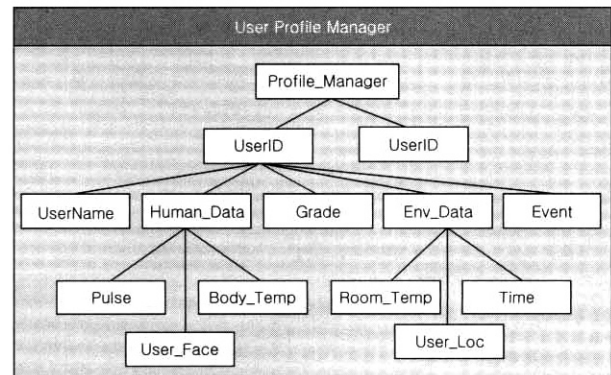 User Profile Manager
Profile_Manager
UserID UserID
UserName Human_Data Grade Env_Data Event
Pulse Body_Temp Room_Temp Time
User_Face User_Loc